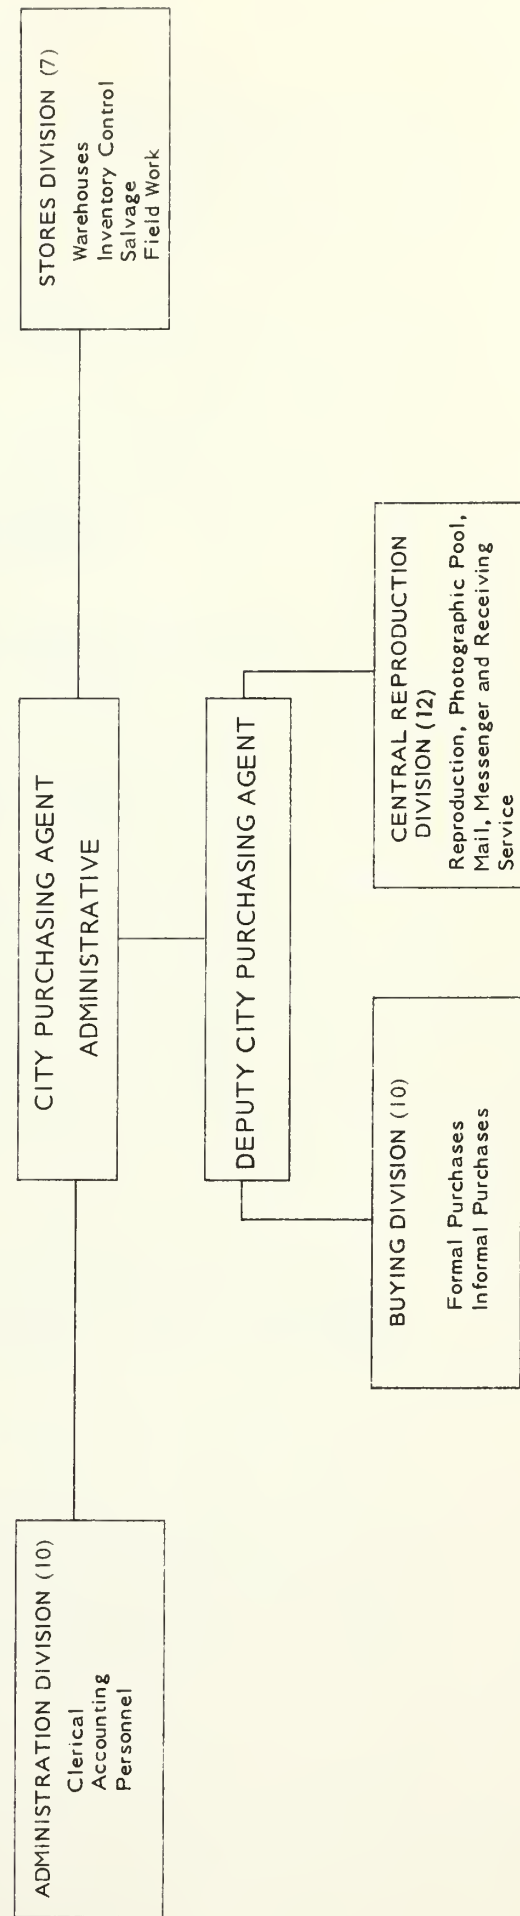 CITY PURCHASING AGENT
ADMINISTRATIVE
ADMINISTRATION DIVISION (10)
Clerical
Accounting
Personnel
STORES DIVISION (7)
Warehouses
Inventory Control
Salvage
Field Work
DEPUTY CITY PURCHASING AGENT
BUYING DIVISION (10)
Formal Purchases
Informal Purchases
CENTRAL REPRODUCTION
DIVISION (12)
Reproduction, Photographic Pool,
Mail, Messenger and Receiving
Service